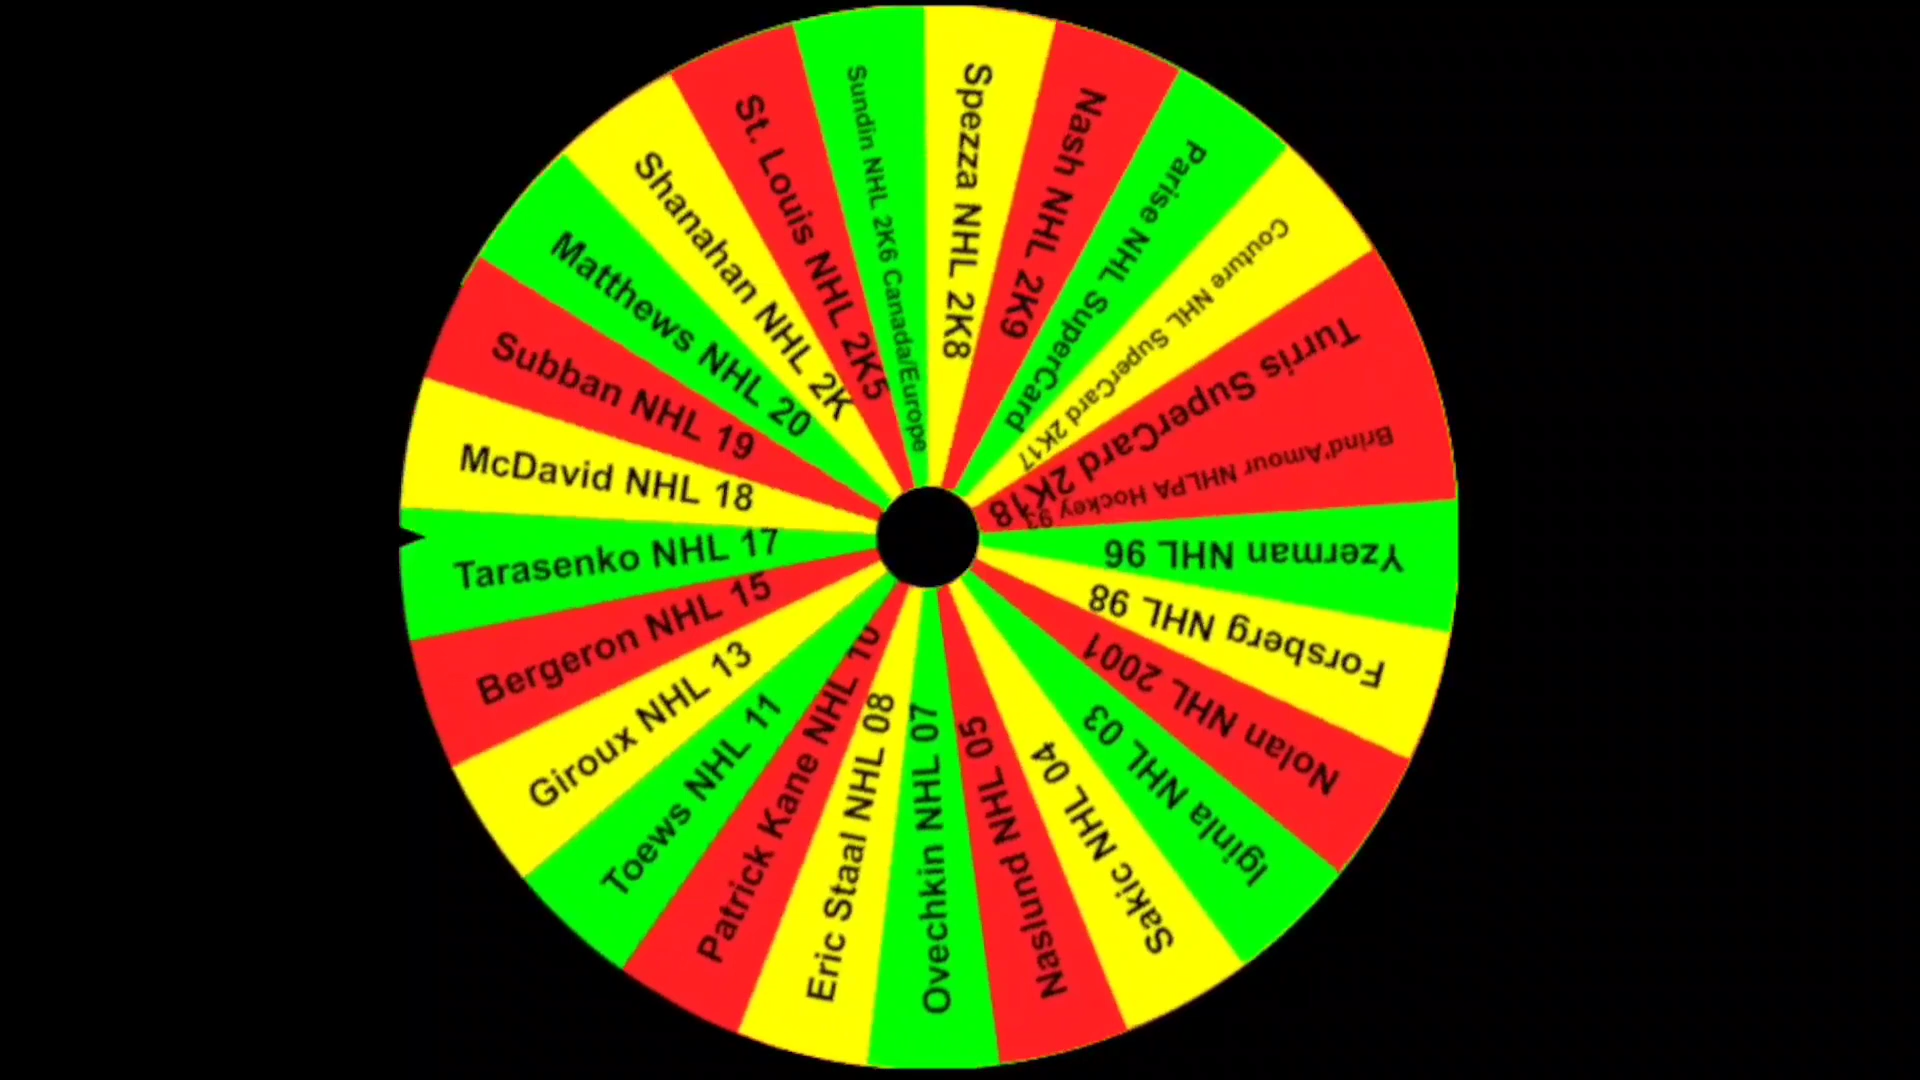 Spezza NHL 2K8
Nash NHL 2K9
Parise NHL SuperCard
Couture NHL SuperCard 2K17
Turris SuperCard 2K18
Brind'Amour NHLPA Hockey 93
Yzerman NHL 96
Forsberg NHL 98
Nolan NHL 2001
Iginla NHL 03
Sakic NHL 04
Naslund NHL 05
Ovechkin NHL 07
Eric Staal NHL 08
Patrick Kane NHL 10
Toews NHL 11
Giroux NHL 13
Bergeron NHL 15
Tarasenko NHL 17
McDavid NHL 18
Subban NHL 19
Matthews NHL 20
Shanahan NHL 2K
St. Louis NHL 2K5
Sundin NHL 2K6 Canada/Europe